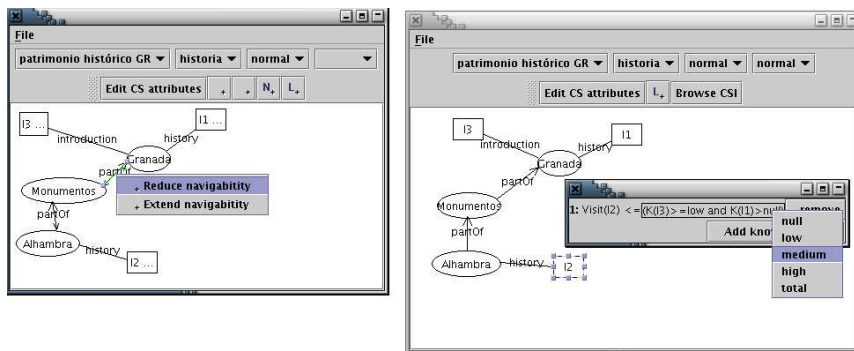 File
patrimonio histórico GR historia normal
Edit CS attributes + + N+ L+
I3 ...
I1 ...
introduction
history
Granada
partOf
+ Reduce navigabitity
+ Extend navigabitity
Monumentos
partOf
Alhambra
history
I2 ...
File
patrimonio histórico GR historia normal normal
Edit CS attributes L+ Browse CSI
I3
I1
introduction
history
Granada
partOf
Monumentos
partOf
Alhambra
history
I2
1: Visit(I2) <= (K(I3)>=low and K(I1)>null) remove
Add
null
low
medium
high
total